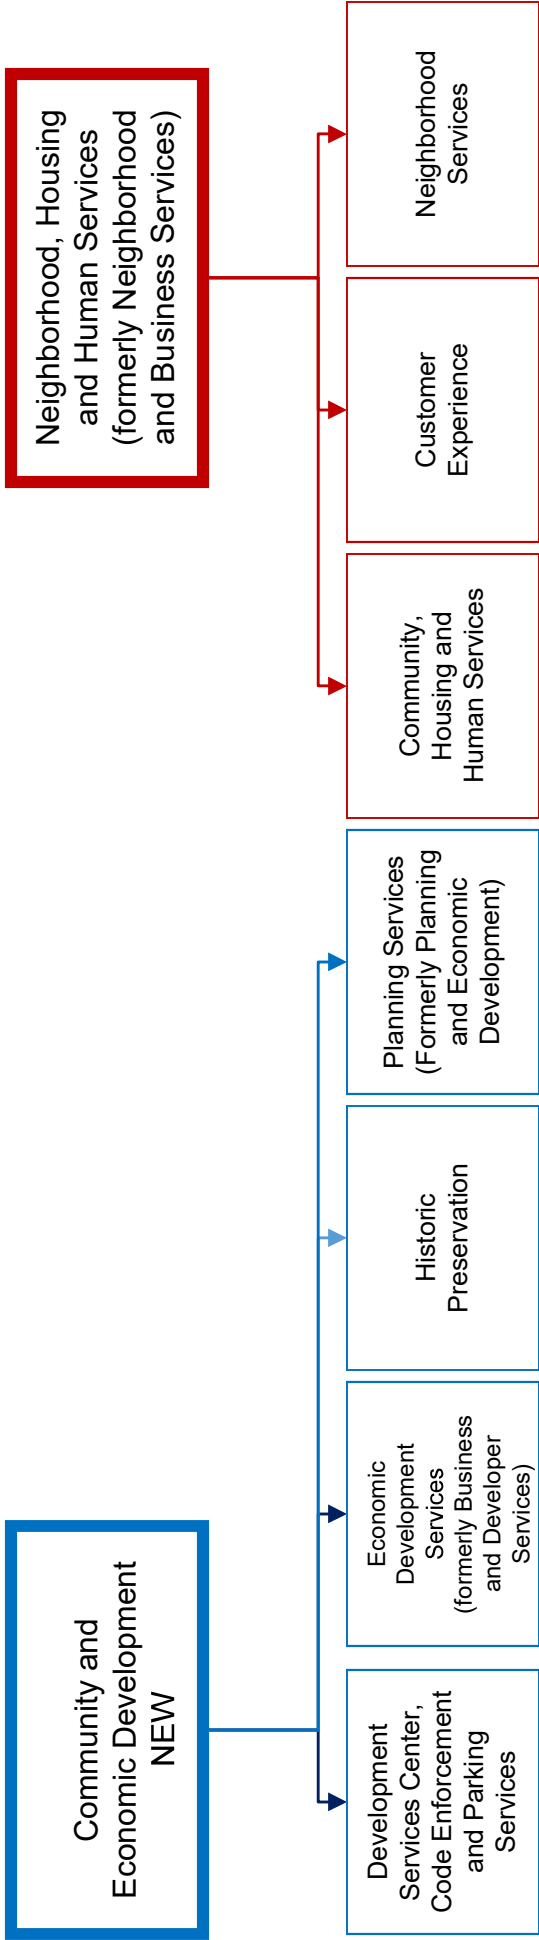 Community and
Economic Development
NEW
Neighborhood, Housing
and Human Services
(formerly Neighborhood
and Business Services)
Development
Services Center,
Code Enforcement
and Parking
Services
Economic
Development
Services
(formerly Business
and Developer
Services)
Historic
Preservation
Planning Services
(Formerly Planning
and Economic
Development)
Community,
Housing and
Human Services
Customer
Experience
Neighborhood
Services